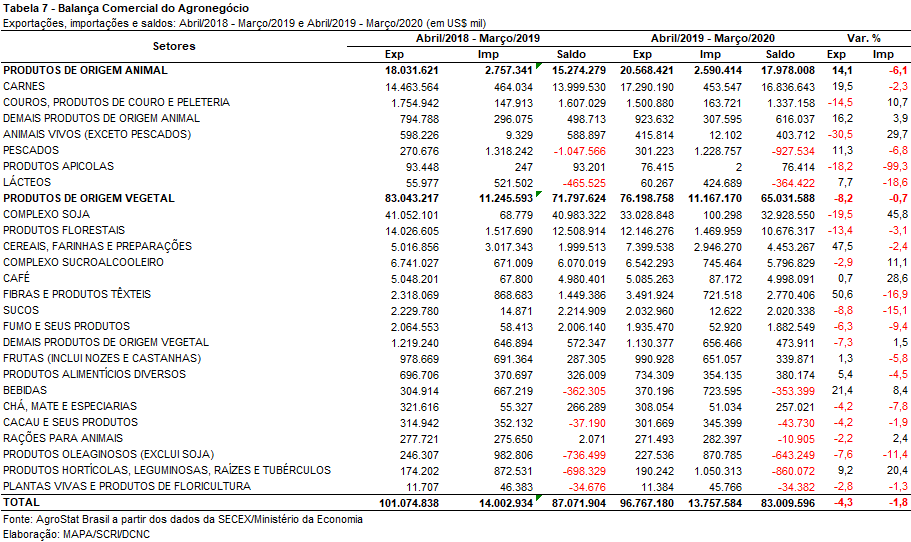 Tabela 7 - Balança Comercial do Agronegócio
Exportações, importações e saldos: Abril/2018 - Março/2019 e Abril/2019 - Março/2020 (em US$ mil)
Setores Abril/2018 - Março/2019 Abril/2019 - Março/2020 Var. %
Exp Imp Saldo Exp Imp Saldo Exp Imp
PRODUTOS DE ORIGEM ANIMAL 18.031.621 2.757.341 15.274.279 20.568.421 2.590.414 17.978.008 14,1 -6,1
CARNES 14.463.564 464.034 13.999.530 17.290.190 453.547 16.836.643 19,5 -2,3
COUROS, PRODUTOS DE COURO E PELETERIA 1.754.942 147.913 1.607.029 1.500.880 163.721 1.337.158 -14,5 10,7
DEMAIS PRODUTOS DE ORIGEM ANIMAL 794.788 296.075 498.713 923.632 307.595 616.037 16,2 3,9
ANIMAIS VIVOS (EXCETO PESCADOS) 598.226 9.329 588.897 415.814 12.102 403.712 -30,5 29,7
PESCADOS 270.676 1.318.242 -1.047.566 301.223 1.228.757 -927.534 11,3 -6,8
PRODUTOS APICOLAS 93.448 247 93.201 76.415 2 76.414 -18,2 -99,3
LÁCTEOS 55.977 521.502 -465.525 60.267 424.689 -364.422 7,7 -18,6
PRODUTOS DE ORIGEM VEGETAL 83.043.217 11.245.593 71.797.624 76.198.758 11.167.170 65.031.588 -8,2 -0,7
COMPLEXO SOJA 41.052.101 68.779 40.983.322 33.028.848 100.298 32.928.550 -19,5 45,8
PRODUTOS FLORESTAIS 14.026.605 1.517.690 12.508.914 12.146.276 1.469.959 10.676.317 -13,4 -3,1
CEREAIS, FARINHAS E PREPARAÇÕES 5.016.856 3.017.343 1.999.513 7.399.538 2.946.270 4.453.267 47,5 -2,4
COMPLEXO SUCROALCOOLEIRO 6.741.027 671.009 6.070.019 6.542.293 745.464 5.796.829 -2,9 11,1
CAFÉ 5.048.201 67.800 4.980.401 5.085.263 87.172 4.998.091 0,7 28,6
FIBRAS E PRODUTOS TÊXTEIS 2.318.069 868.683 1.449.386 3.491.924 721.518 2.770.406 50,6 -16,9
SUCOS 2.229.780 14.871 2.214.909 2.032.960 12.622 2.020.338 -8,8 -15,1
FUMO E SEUS PRODUTOS 2.064.553 58.413 2.006.140 1.935.470 52.920 1.882.549 -6,3 -9,4
DEMAIS PRODUTOS DE ORIGEM VEGETAL 1.219.240 646.894 572.347 1.130.377 656.466 473.911 -7,3 1,5
FRUTAS (INCLUI NOZES E CASTANHAS) 978.669 691.364 287.305 990.928 651.057 339.871 1,3 -5,8
PRODUTOS ALIMENTÍCIOS DIVERSOS 696.706 370.697 326.009 734.309 354.135 380.174 5,4 -4,5
BEBIDAS 304.914 667.219 -362.305 370.196 723.595 -353.399 21,4 8,4
CHÁ, MATE E ESPECIARIAS 321.616 55.327 266.289 308.054 51.034 257.021 -4,2 -7,8
CACAU E SEUS PRODUTOS 314.942 352.132 -37.190 301.669 345.399 -43.730 -4,2 -1,9
RAÇÕES PARA ANIMAIS 277.721 275.650 2.071 271.493 282.397 -10.905 -2,2 2,4
PRODUTOS OLEAGINOSOS (EXCLUI SOJA) 246.307 982.806 -736.499 227.536 870.785 -643.249 -7,6 -11,4
PRODUTOS HORTÍCOLAS, LEGUMINOSAS, RAÍZES E TUBÉRCULOS 174.202 872.531 -698.329 190.242 1.050.313 -860.072 9,2 20,4
PLANTAS VIVAS E PRODUTOS DE FLORICULTURA 11.707 46.383 -34.676 11.384 45.766 -34.382 -2,8 -1,3
TOTAL 101.074.838 14.002.934 87.071.904 96.767.180 13.757.584 83.009.596 -4,3 -1,8
Fonte: AgroStat Brasil a partir dos dados da SECEX/Ministério da Economia
Elaboração: MAPA/SCRI/DCNC